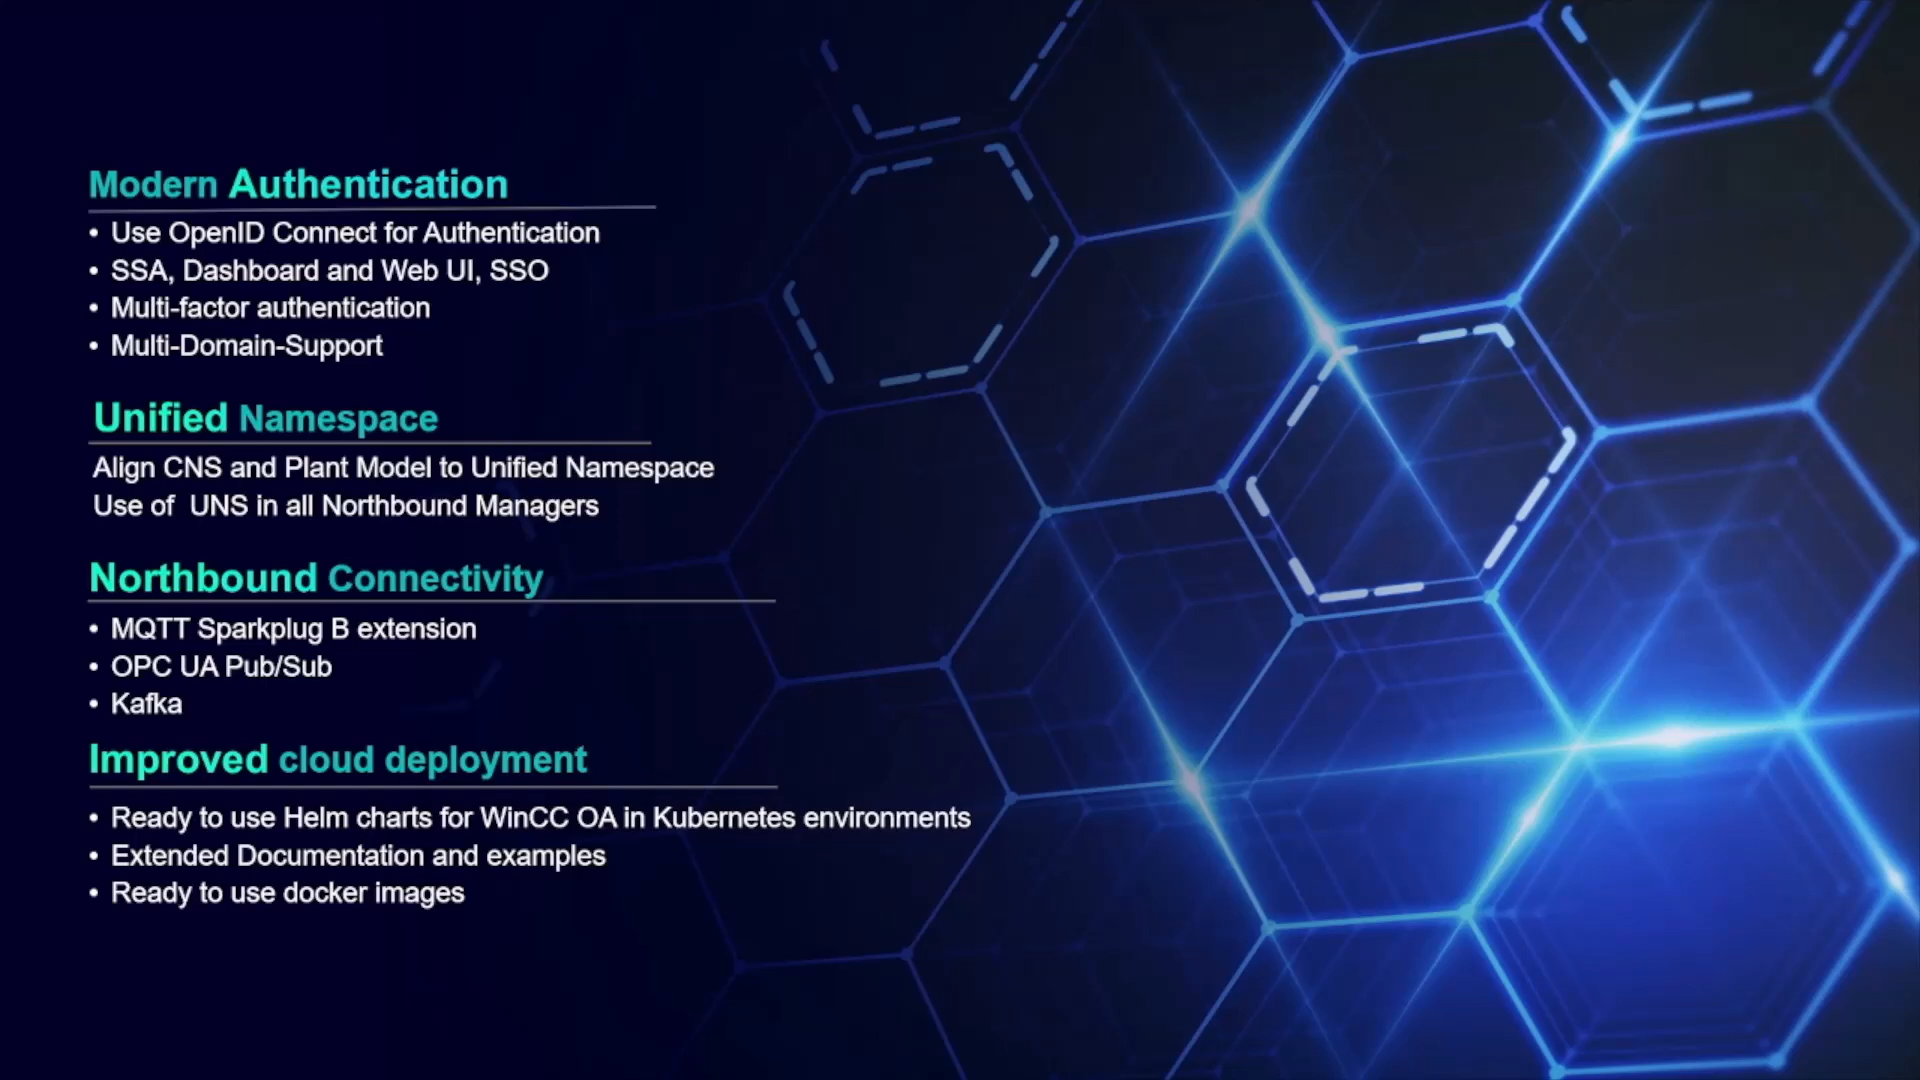 Modern Authentication
• Use OpenID Connect for Authentication
• SSA, Dashboard and Web UI, SSO
• Multi-factor authentication
• Multi-Domain-Support
Unified Namespace
Align CNS and Plant Model to Unified Namespace
Use of  UNS in all Northbound Managers
Northbound Connectivity
• MQTT Sparkplug B extension
• OPC UA Pub/Sub
• Kafka
Improved cloud deployment
• Ready to use Helm charts for WinCC OA in Kubernetes environments
• Extended Documentation and examples
• Ready to use docker images